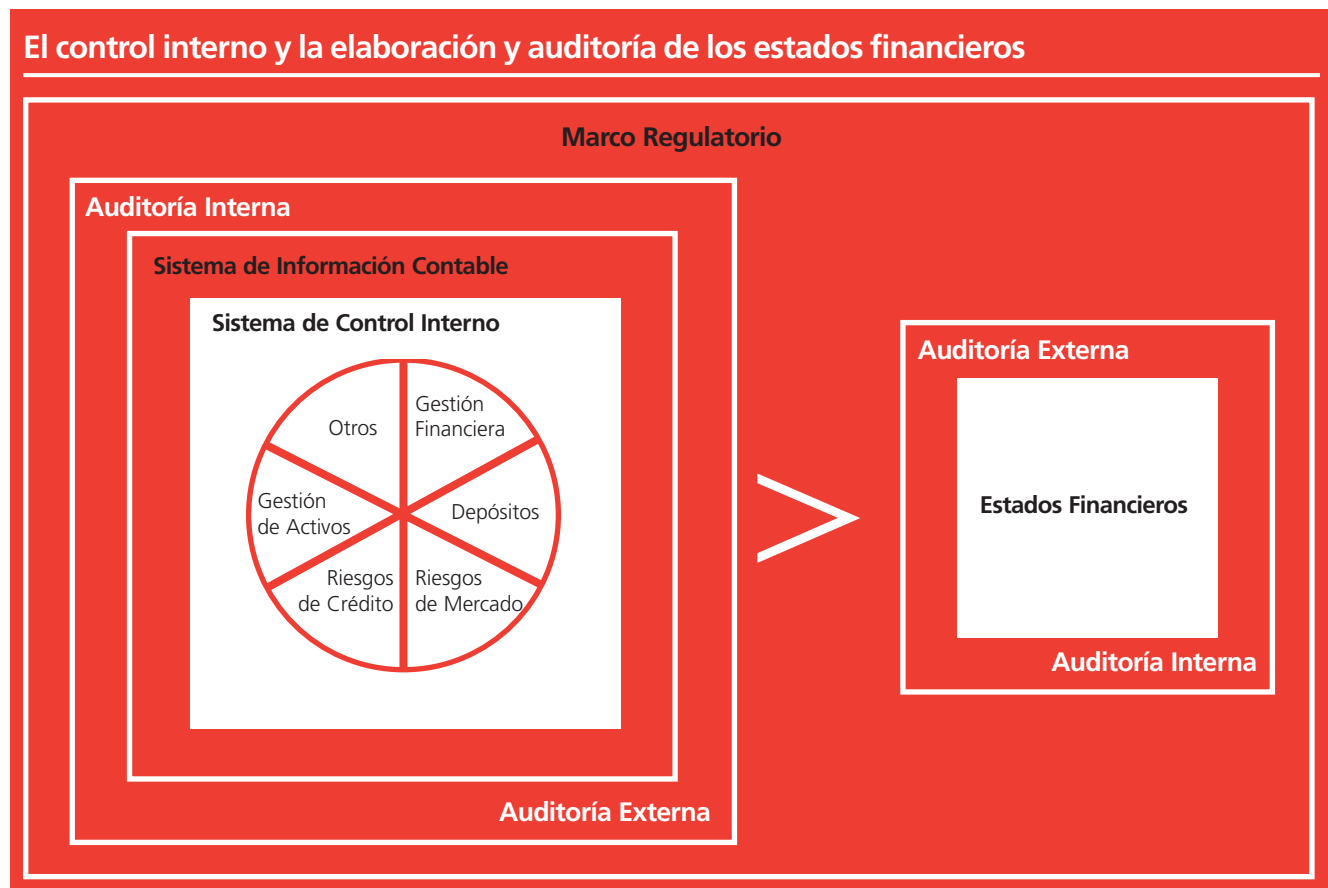 El control interno y la elaboración y auditoría de los estados financieros
Marco Regulatorio
Auditoría Interna
Sistema de Información Contable
Sistema de Control Interno
Otros
Gestión
Financiera
Gestión
de Activos
Depósitos
Riesgos
de Crédito
Riesgos
de Mercado
Auditoría Externa
>
Auditoría Externa
Estados Financieros
Auditoría Interna